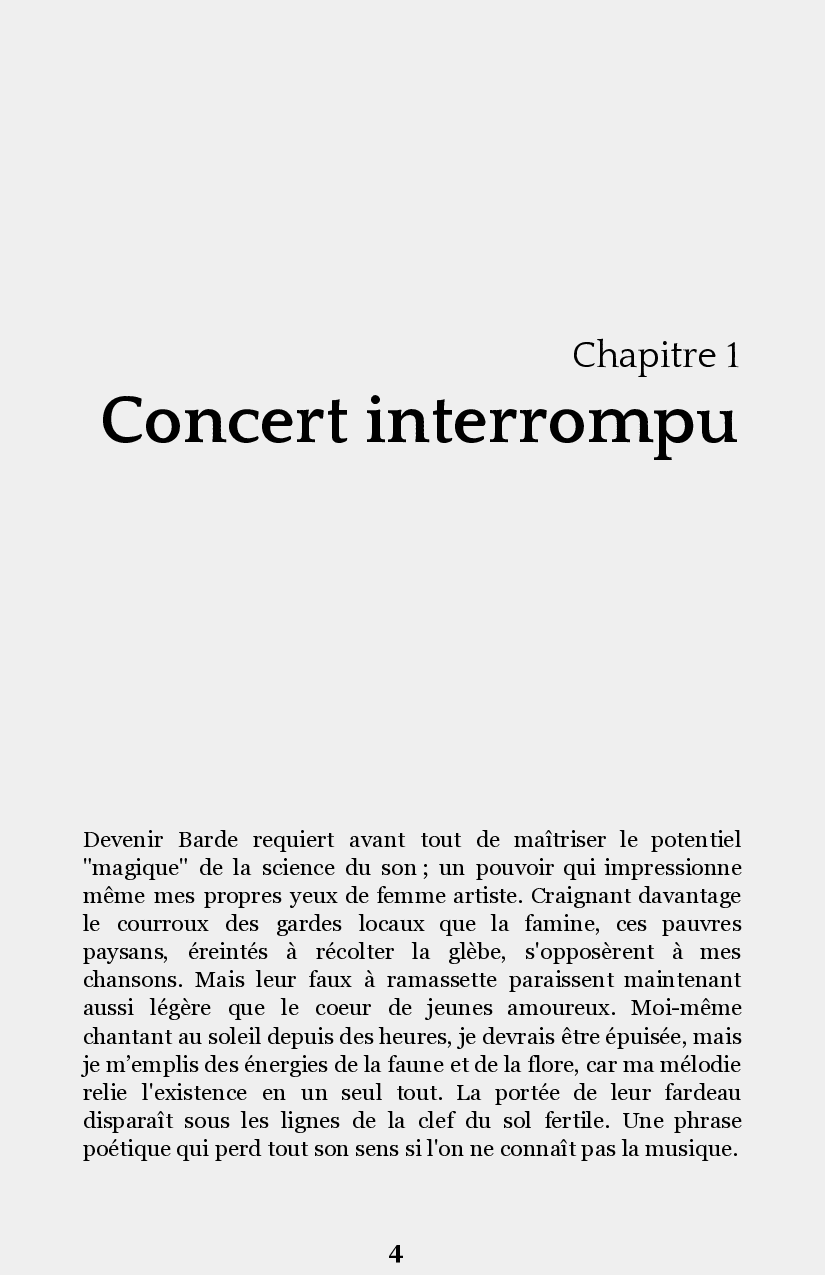 Chapitre 1
Concert interrompu
Devenir Barde requiert avant tout de maîtriser le potentiel
"magique" de la science du son ; un pouvoir qui impressionne
même mes propres yeux de femme artiste. Craignant davantage
le courroux des gardes locaux que la famine, ces pauvres
paysans, éreintés à récolter la glèbe, s'opposèrent à mes
chansons. Mais leur faux à ramassette paraissent maintenant
aussi légère que le coeur de jeunes amoureux. Moi-même
chantant au soleil depuis des heures, je devrais être épuisée, mais
je m’emplis des énergies de la faune et de la flore, car ma mélodie
relie l'existence en un seul tout. La portée de leur fardeau
disparaît sous les lignes de la clef du sol fertile. Une phrase
poétique qui perd tout son sens si l'on ne connaît pas la musique.
4